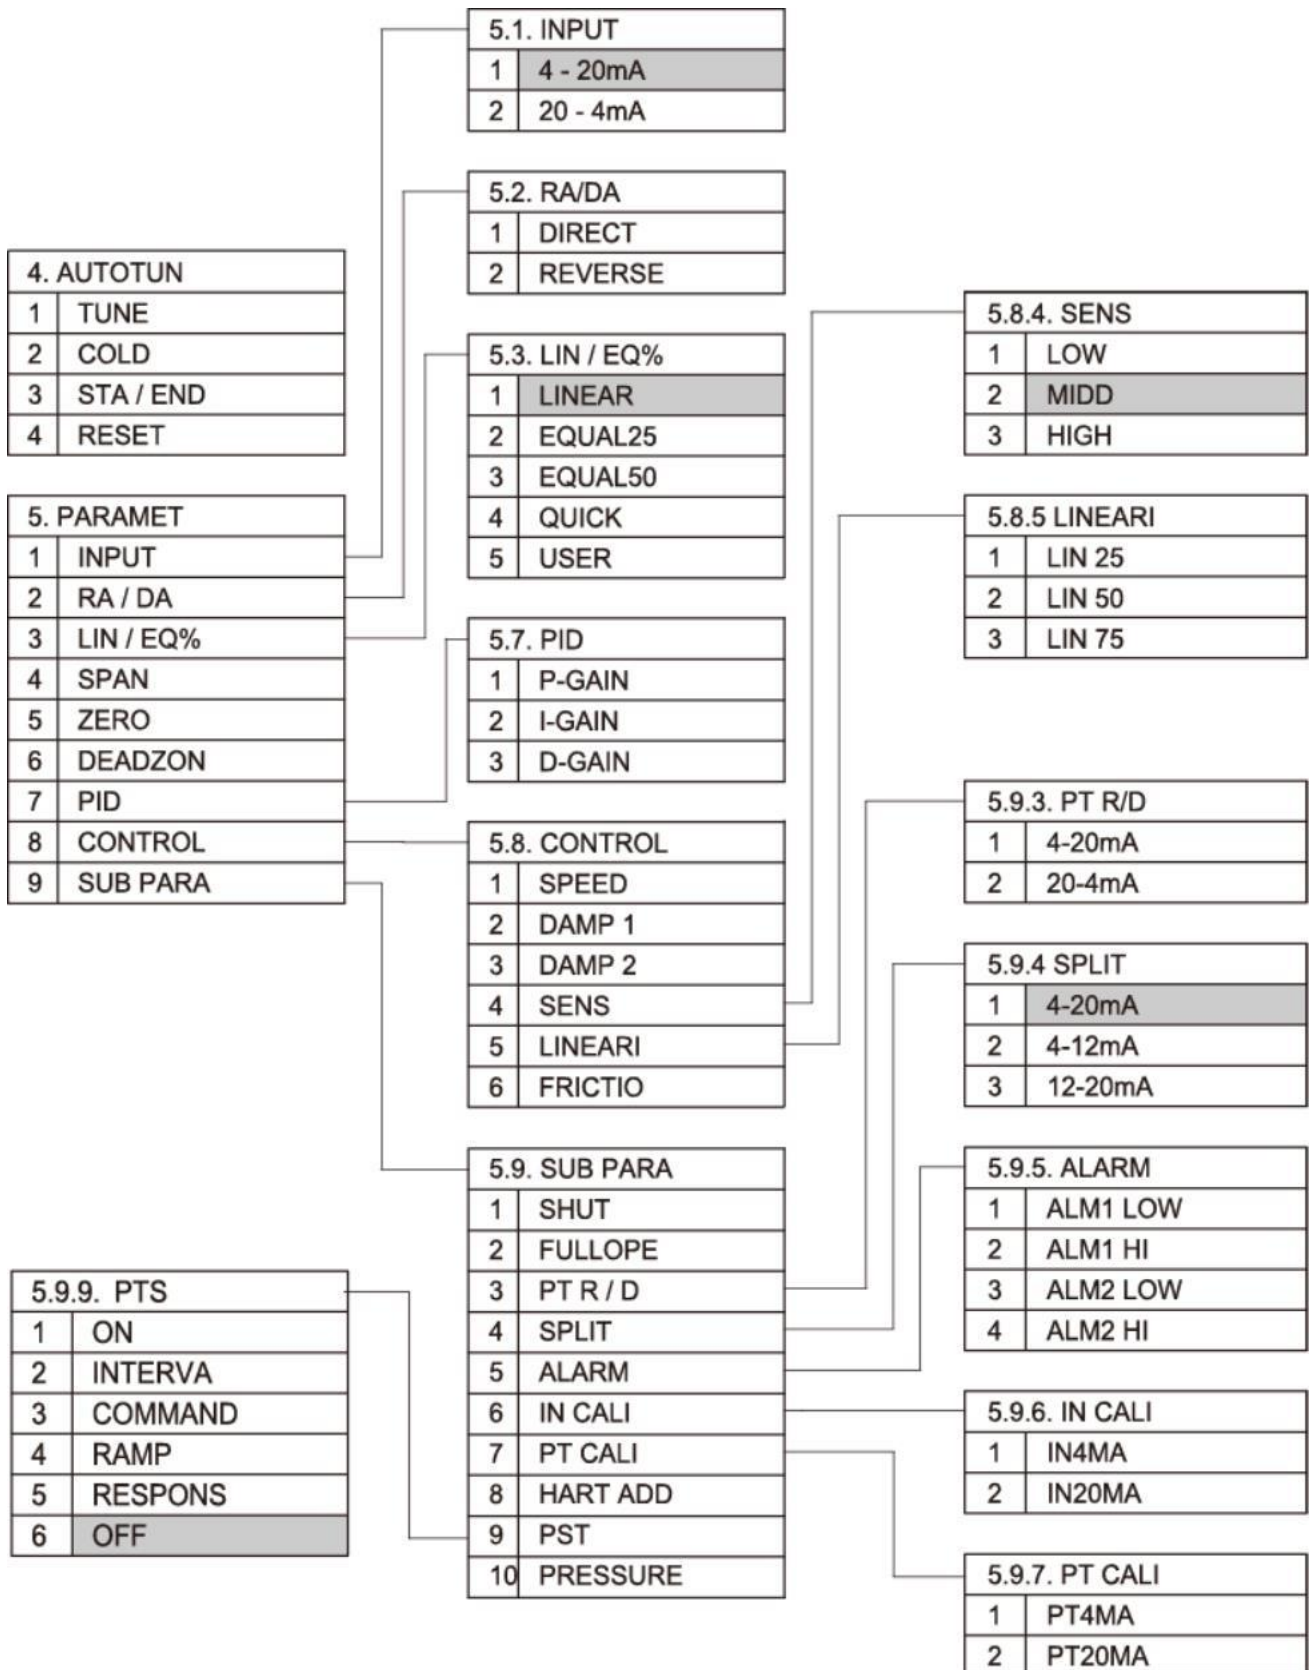 5.1. INPUT
1 4 - 20mA
2 20 - 4mA
5.2. RA/DA
1 DIRECT
2 REVERSE
4. AUTOTUN
1 TUNE
2 COLD
3 STA / END
4 RESET
5.3. LIN / EQ%
1 LINEAR
2 EQUAL25
3 EQUAL50
4 QUICK
5 USER
5.8.4. SENS
1 LOW
2 MIDD
3 HIGH
5. PARAMET
1 INPUT
2 RA / DA
3 LIN / EQ%
4 SPAN
5 ZERO
6 DEADZON
7 PID
8 CONTROL
9 SUB PARA
5.8.5 LINEARI
1 LIN 25
2 LIN 50
3 LIN 75
5.7. PID
1 P-GAIN
2 I-GAIN
3 D-GAIN
5.8. CONTROL
1 SPEED
2 DAMP 1
3 DAMP 2
4 SENS
5 LINEARI
6 FRICTIO
5.9.3. PT R/D
1 4-20mA
2 20-4mA
5.9.4 SPLIT
1 4-20mA
2 4-12mA
3 12-20mA
5.9. SUB PARA
1 SHUT
2 FULLOPE
3 PT R / D
4 SPLIT
5 ALARM
6 IN CALI
7 PT CALI
8 HART ADD
9 PST
10 PRESSURE
5.9.5. ALARM
1 ALM1 LOW
2 ALM1 HI
3 ALM2 LOW
4 ALM2 HI
5.9.9. PTS
1 ON
2 INTERVA
3 COMMAND
4 RAMP
5 RESPONS
6 OFF
5.9.6. IN CALI
1 IN4MA
2 IN20MA
5.9.7. PT CALI
1 PT4MA
2 PT20MA